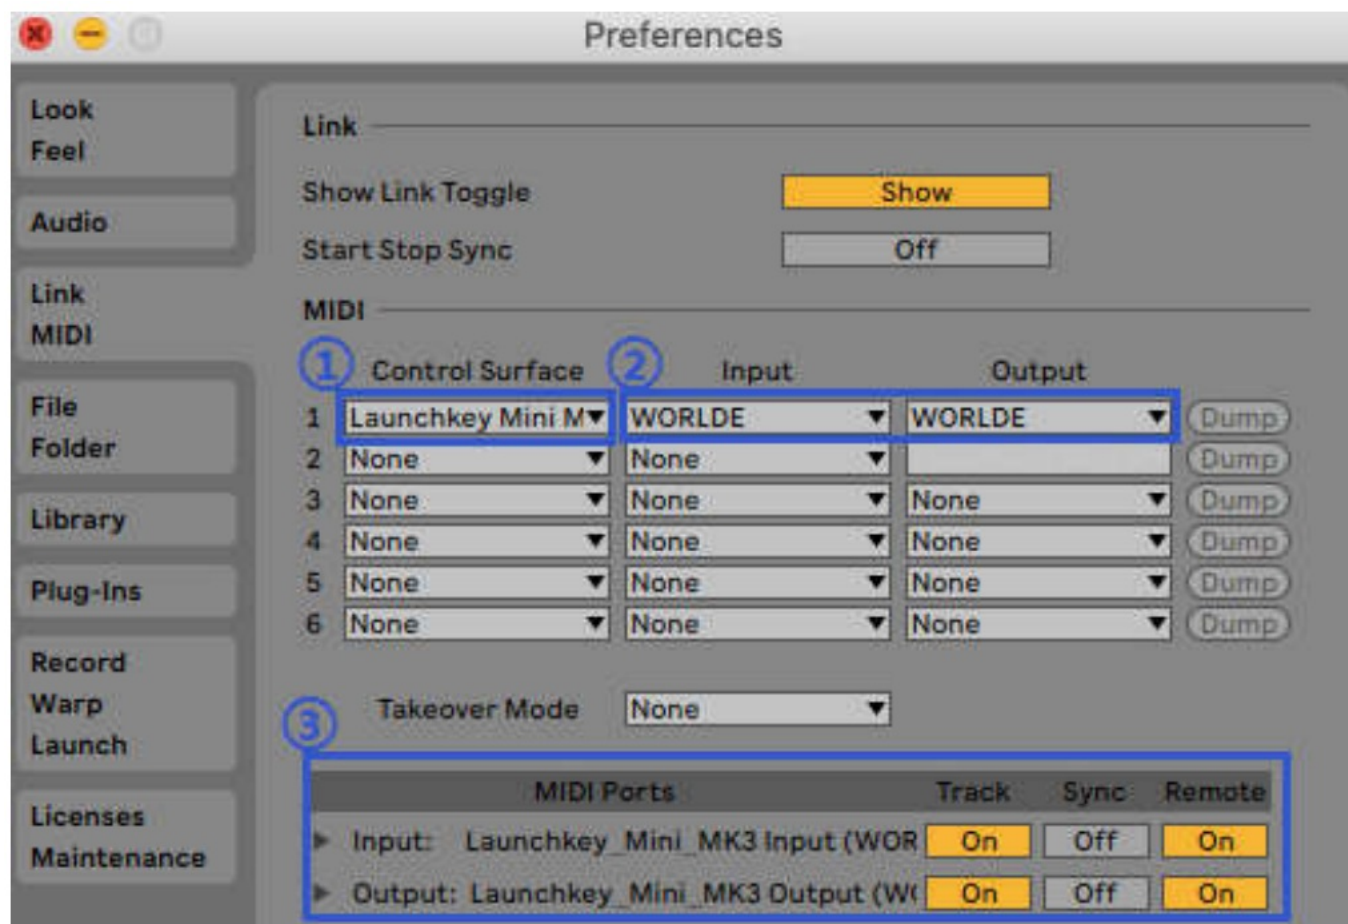 Preferences
Look
Feel
Audio
Link
MIDI
File
Folder
Library
Plug-Ins
Record
Warp
Launch
Licenses
Maintenance
Link
Show Link Toggle Show
Start Stop Sync Off
MIDI
① Control Surface ② Input Output
1 Launchkey Mini M WORLDE WORLDE Dump
2 None None Dump
3 None None None Dump
4 None None None Dump
5 None None None Dump
6 None None None Dump
Takeover Mode None
③
MIDI Ports Track Sync Remote
Input: Launchkey_Mini_MK3 Input (WOR On Off On
Output: Launchkey_Mini_MK3 Output (W( On Off On